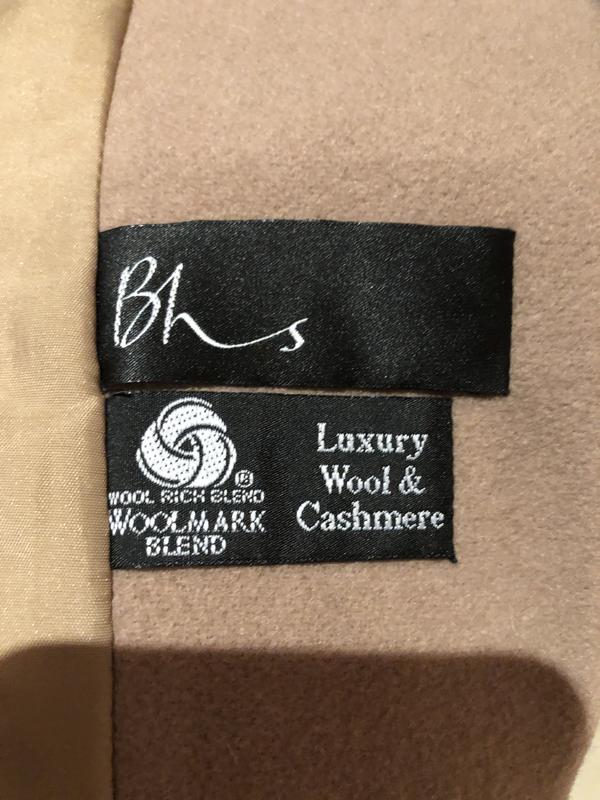 Bhs
®
WOOL RICH BLEND
WOOLMARK
BLEND
Luxury
Wool &
Cashmere